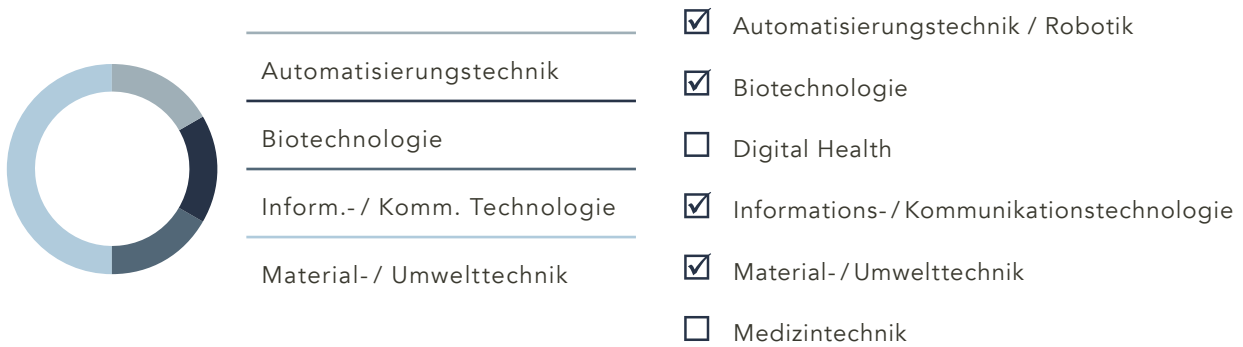 Automatisierungstechnik
Biotechnologie
Inform.- / Komm. Technologie
Material- / Umwelttechnik
Automatisierungstechnik / Robotik
Biotechnologie
Digital Health
Informations- / Kommunikationstechnologie
Material- / Umwelttechnik
Medizintechnik